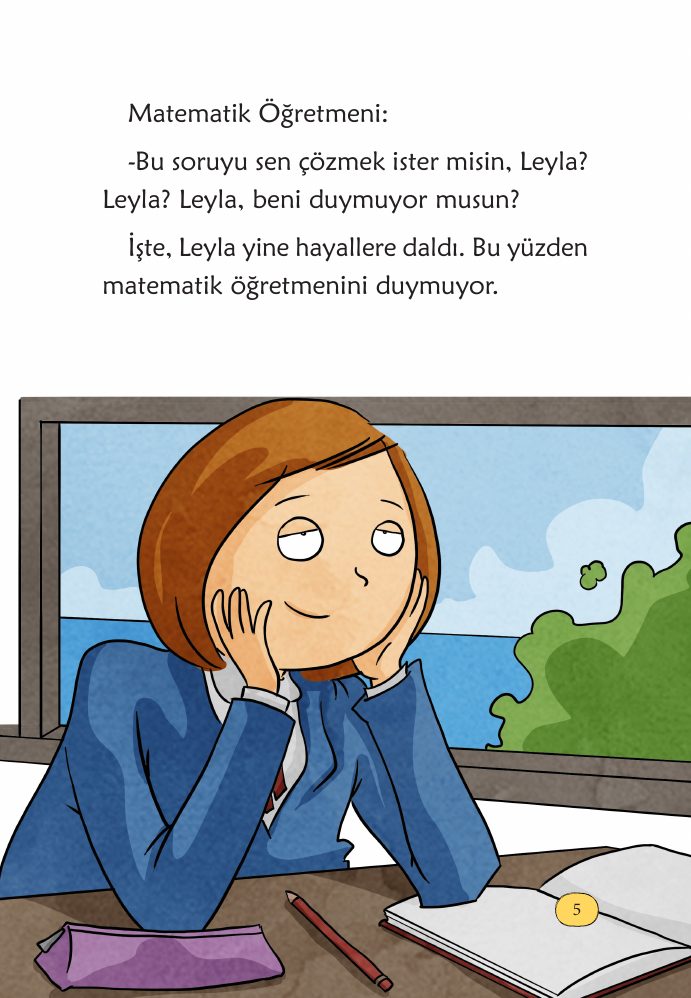 Matematik Öğretmeni:
-Bu soruyu sen çözmek ister misin, Leyla?
Leyla? Leyla, beni duymuyor musun?
İşte, Leyla yine hayallere daldı. Bu yüzden
matematik öğretmenini duymuyor.
5